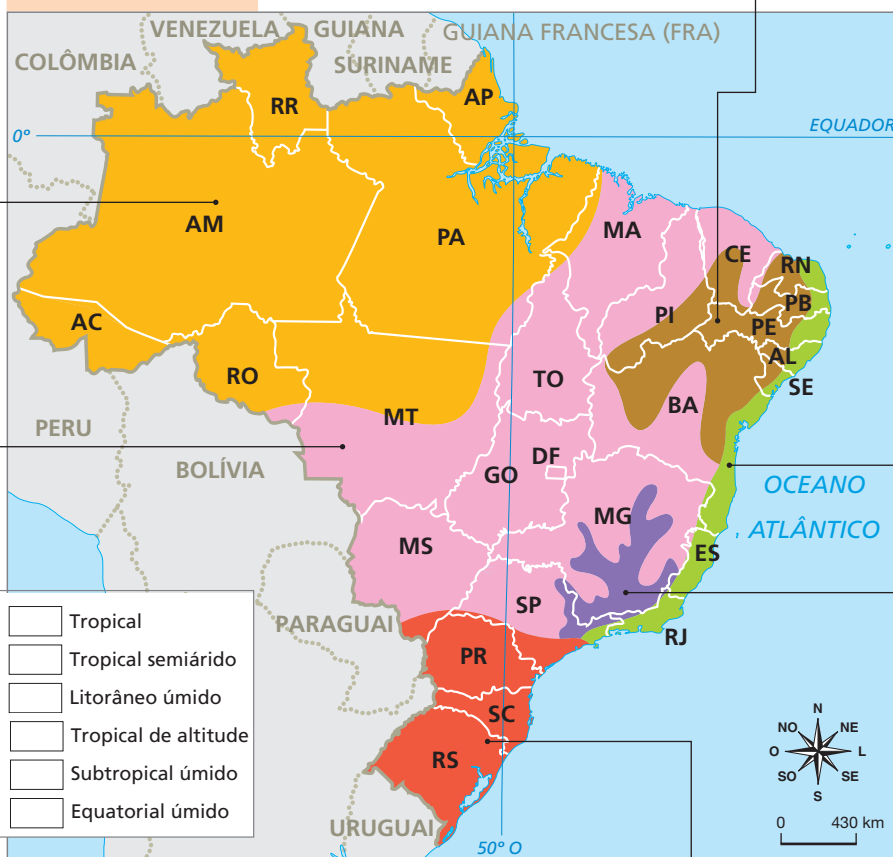 VENEZUELA
GUIANA
GUIANA FRANCESA (FRA)
COLÔMBIA
SURINAME
RR
AP
0°
EQUADOR
AM
PA
MA
CE
RN
PB
PI
PE
AL
SE
AC
RO
TO
BA
MT
PERU
BOLÍVIA
GO
DF
OCEANO
ATLÂNTICO
MG
MS
ES
SP
RJ
PARAGUAI
PR
SC
RS
URUGUAI
50° O
Tropical
Tropical semiárido
Litorâneo úmido
Tropical de altitude
Subtropical úmido
Equatorial úmido
N
NO
NE
O
L
SO
SE
S
0 430 km